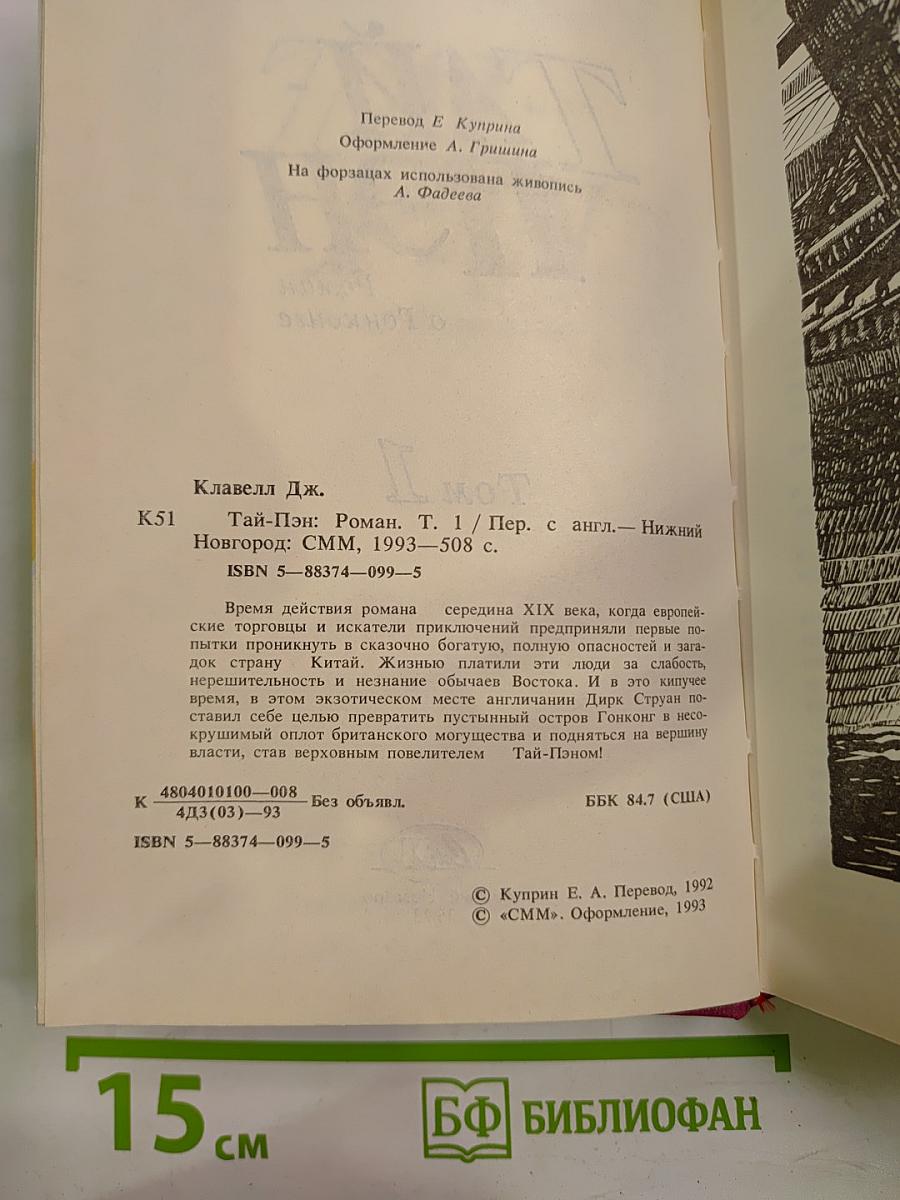 Перевод Е Куприна
Оформление А. Гришина
На форзацах использована живопись
А. Фадеева
Клавелл Дж.
К51 Тай-Пэн: Роман. Т. 1 / Пер. с англ.— Нижний
Новгород: СММ, 1993—508 с.
ISBN 5—88374—099—5
Время действия романа середина XIX века, когда европей-
ские торговцы и искатели приключений предприняли первые по-
пытки проникнуть в сказочно богатую, полную опасностей и зага-
док страну Китай. Жизнью платили эти люди за слабость,
нерешительность и незнание обычаев Востока. И в это кипучее
время, в этом экзотическом месте англичанин Дирк Струан по-
ставил себе целью превратить пустынный остров Гонконг в несо-
крушимый оплот британского могущества и подняться на вершину
власти, став верховным повелителем Тай-Пэном!
К 4804010100—008
4ДЗ(03)—93 Без объявл.
ББК 84.7 (США)
ISBN 5—88374—099—5
© Куприн Е. А. Перевод, 1992
© «СММ». Оформление, 1993
15 см
БФ БИБЛИОФАН